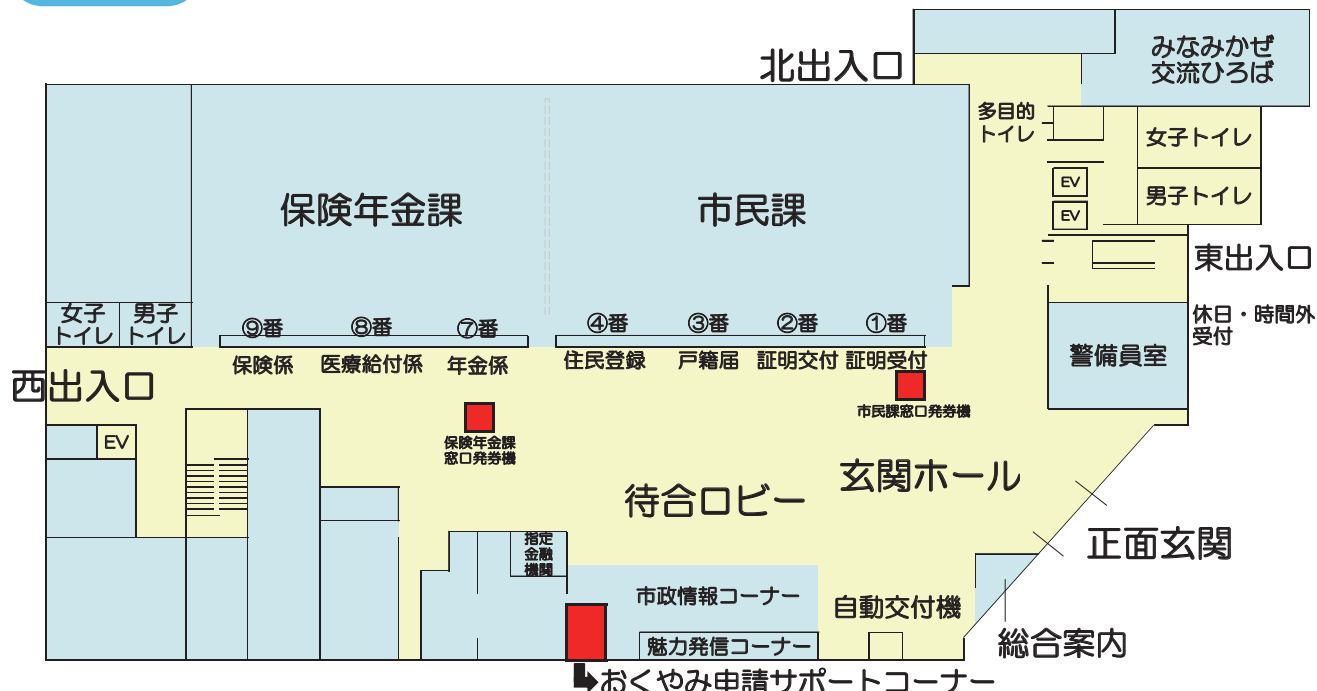 北出入口
みなみかぜ
交流ひろば
多目的
トイレ
女子トイレ
EV
男子トイレ
EV
保険年金課
市民課
東出入口
女子
トイレ
男子
トイレ
休日・時間外
受付
⑨番
⑧番
⑦番
④番
③番
②番
①番
保険係
医療給付係
年金係
住民登録
戸籍届
証明交付
証明受付
警備員室
西出入口
市民課窓口発券機
EV
保険年金課
窓口発券機
待合ロビー
玄関ホール
正面玄関
指定
金融
機関
市政情報コーナー
自動交付機
魅力発信コーナー
総合案内
おくやみ申請サポートコーナー